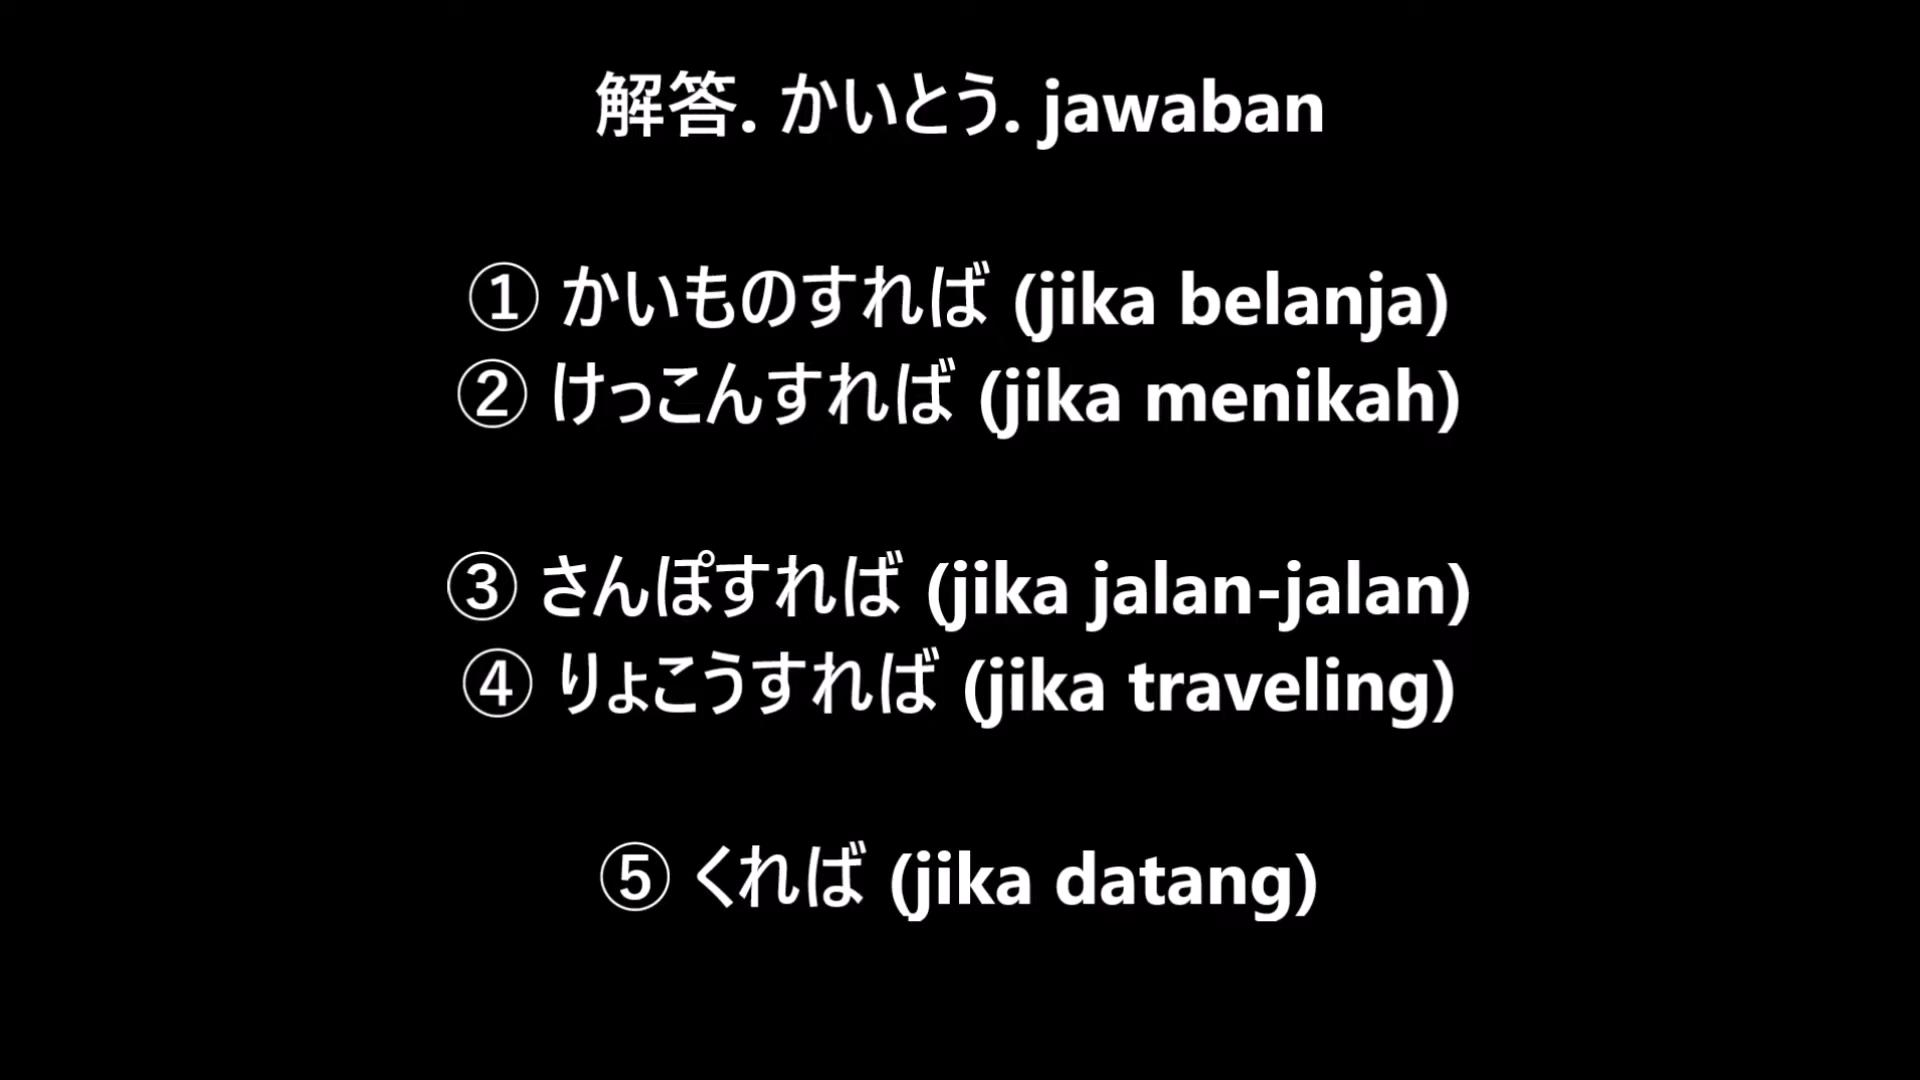 解答. かいとう. jawaban
① かいものすれば (jika belanja)
② けっこんすれば (jika menikah)
③ さんぽすれば (jika jalan-jalan)
④ りょこうすれば (jika traveling)
⑤ くれば (jika datang)